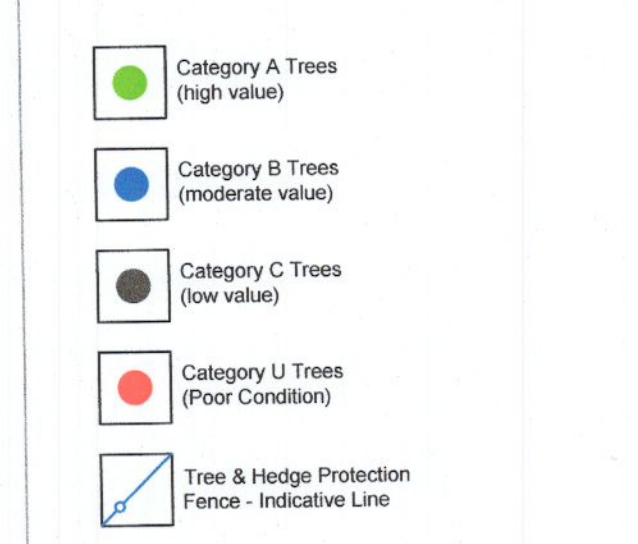 Category A Trees
(high value)
Category B Trees
(moderate value)
Category C Trees
(low value)
Category U Trees
(Poor Condition)
Tree & Hedge Protection
Fence - Indicative Line